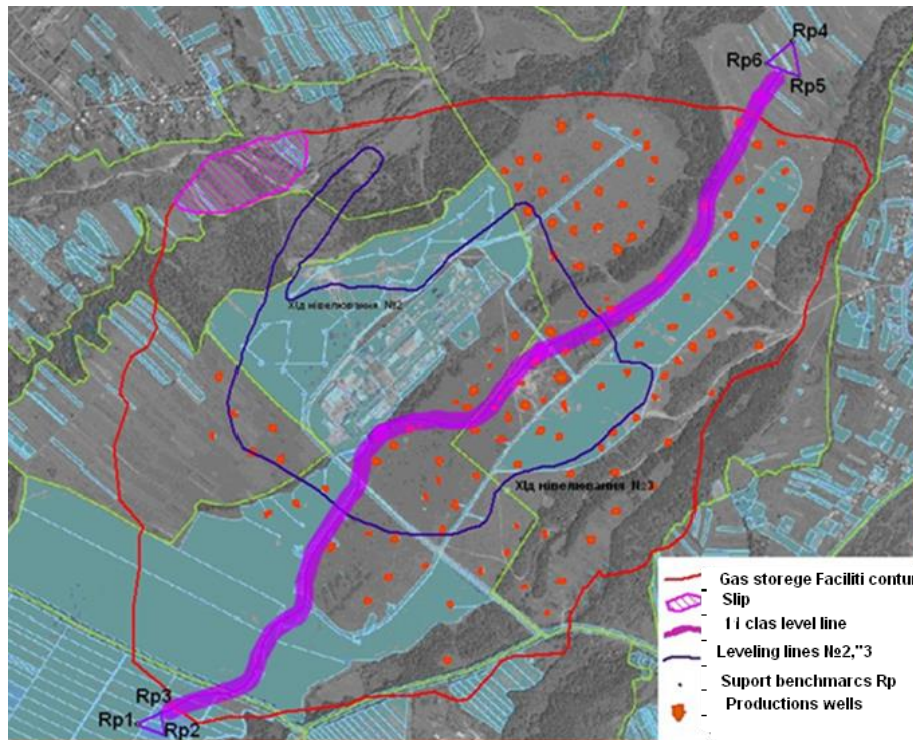 Rp4
Rp6
Rp5
Хід нівелювання №2
Хід нівелювання №3
Gas storege Faciliti contur
Slip
1 i clas level line
Leveling lines №2,"3
Suport benchmarcs Rp
Productions wells
Rp3
Rp1
Rp2